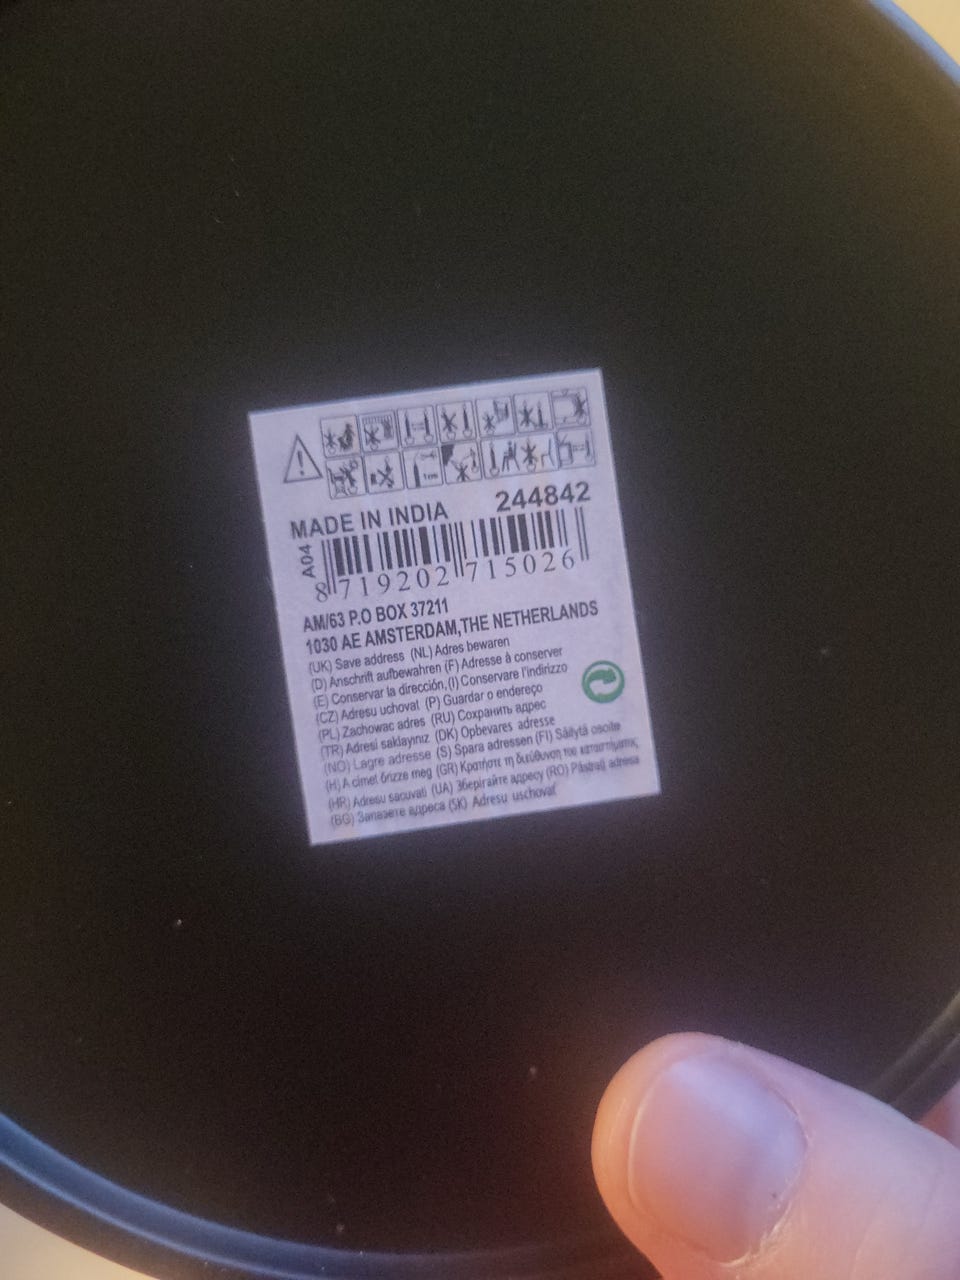 1cm
MADE IN INDIA 244842
A04
8 719202 715026
AM/63 P.O BOX 37211
1030 AE AMSTERDAM,THE NETHERLANDS
(UK) Save address (NL) Adres bewaren
(D) Anschrift aufbewahren (F) Adresse à conserver
(E) Conservar la dirección,(I) Conservare l'indirizzo
(CZ) Adresu uchovat (P) Guardar o endereço
(PL) Zachowac adres (RU) Сохранить адрес
(TR) Adresi saklayiniz (DK) Opbevares adresse
(NO) Lagre adresse (S) Spara adressen (FI) Säilytä osoite
(H) A cimet őrizze meg (GR) Κρατήστε τη διεύθυνση του καταστήματος
(HR) Adresu sacuvati (UA) Зберігайте адресу (RO) Păstrați adresa
(BG) Запазете адреса (SK) Adresu uschovať